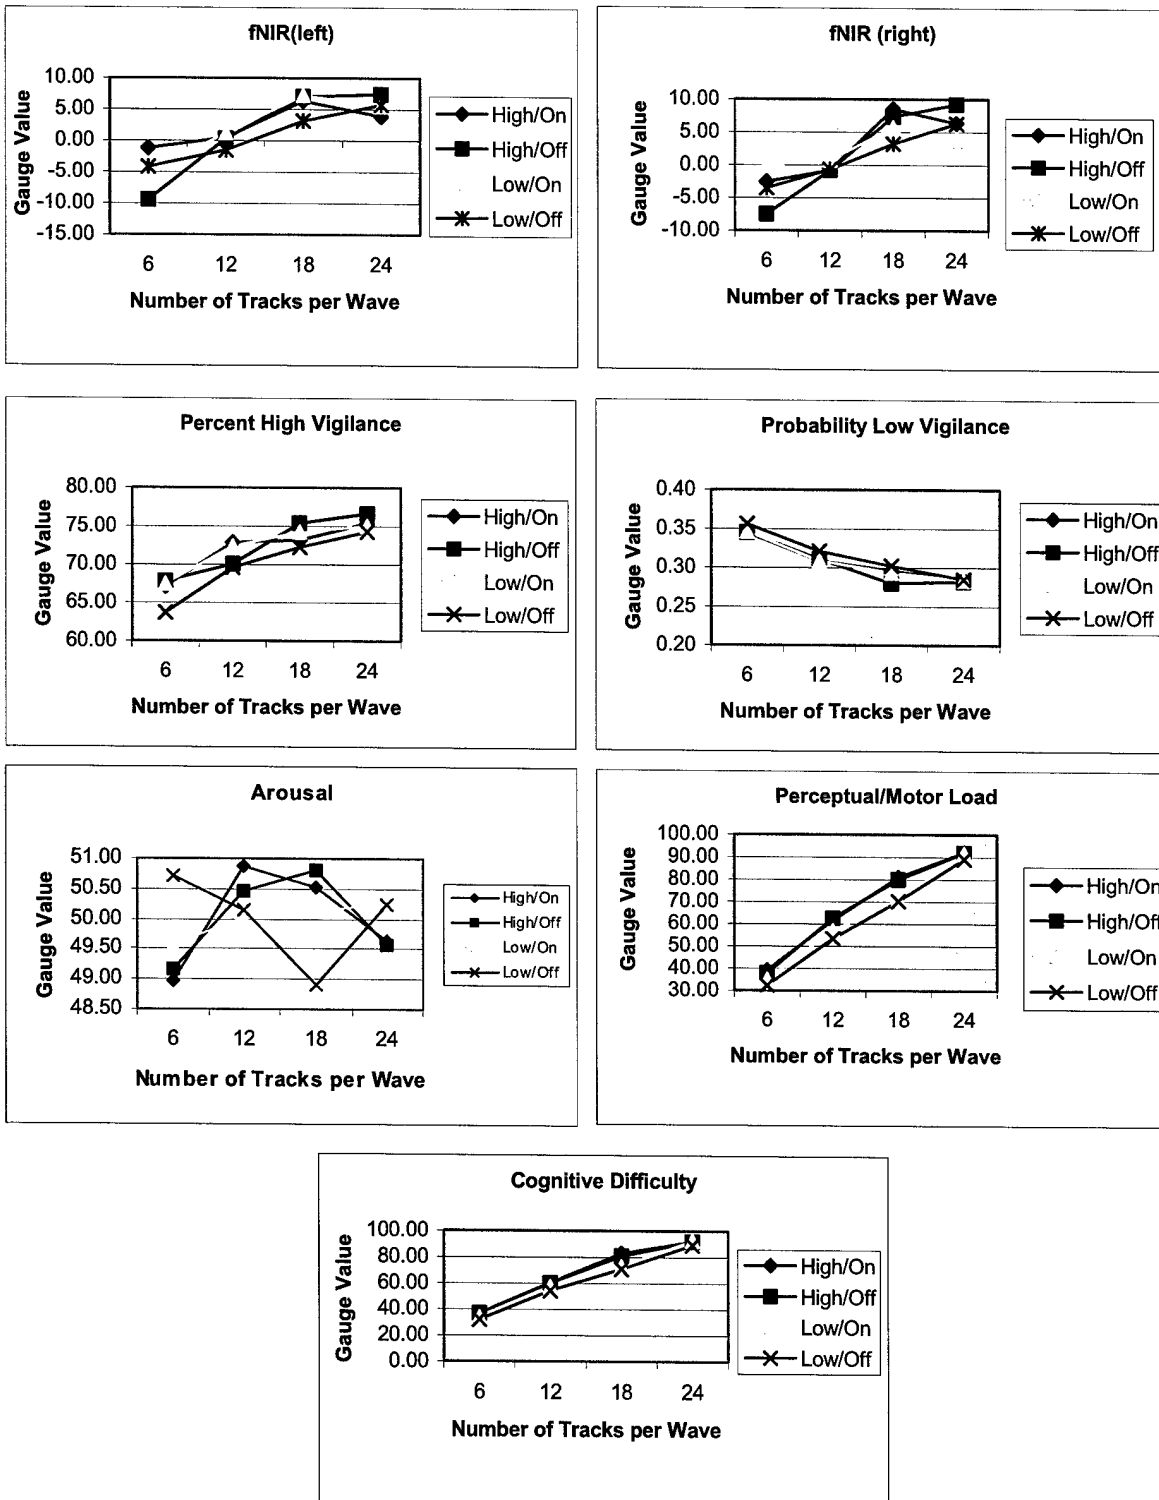 fNIR(left)
10.00
5.00
0.00
-5.00
-10.00
-15.00
Gauge Value
6 12 18 24
Number of Tracks per Wave
High/On
High/Off
Low/On
Low/Off
fNIR (right)
10.00
5.00
0.00
-5.00
-10.00
Gauge Value
6 12 18 24
Number of Tracks per Wave
High/On
High/Off
Low/On
Low/Off
Percent High Vigilance
80.00
75.00
70.00
65.00
60.00
Gauge Value
6 12 18 24
Number of Tracks per Wave
High/On
High/Off
Low/On
Low/Off
Probability Low Vigilance
0.40
0.35
0.30
0.25
0.20
Gauge Value
6 12 18 24
Number of Tracks per Wave
High/On
High/Off
Low/On
Low/Off
Arousal
51.00
50.50
50.00
49.50
49.00
48.50
Gauge Value
6 12 18 24
Number of Tracks per Wave
High/On
High/Off
Low/On
Low/Off
Perceptual/Motor Load
100.00
90.00
80.00
70.00
60.00
50.00
40.00
30.00
Gauge Value
6 12 18 24
Number of Tracks per Wave
High/On
High/Off
Low/On
Low/Off
Cognitive Difficulty
100.00
80.00
60.00
40.00
20.00
0.00
Gauge Value
6 12 18 24
Number of Tracks per Wave
High/On
High/Off
Low/On
Low/Off